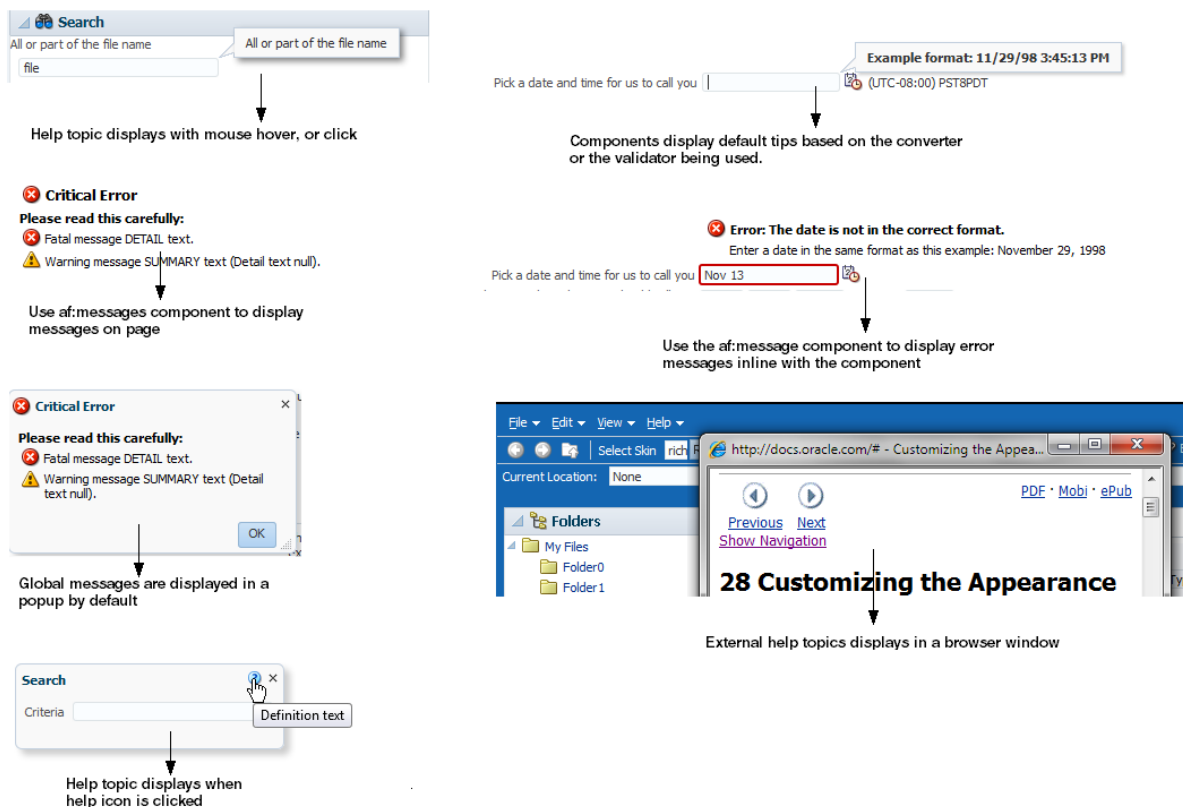 Search
All or part of the file name
All or part of the file name
file
Help topic displays with mouse hover, or click
Example format: 11/29/98 3:45:13 PM
Pick a date and time for us to call you
(UTC-08:00) PST8PDT
Components display default tips based on the converter
or the validator being used.
Critical Error
Please read this carefully:
Fatal message DETAIL text.
Warning message SUMMARY text (Detail text null).
Use af:messages component to display
messages on page
Error: The date is not in the correct format.
Enter a date in the same format as this example: November 29, 1998
Pick a date and time for us to call you Nov 13
Use the af:message component to display error
messages inline with the component
Critical Error
Please read this carefully:
Fatal message DETAIL text.
Warning message SUMMARY text (Detail
text null).
OK
Global messages are displayed in a
popup by default
File Edit View Help
Select Skin rich
Current Location: None
Folders
My Files
Folder0
Folder1
http://docs.oracle.com/# - Customizing the Appea...
PDF · Mobi · ePub
Previous Next
Show Navigation
28 Customizing the Appearance
External help topics displays in a browser window
Search
Criteria
Definition text
Help topic displays when
help icon is clicked